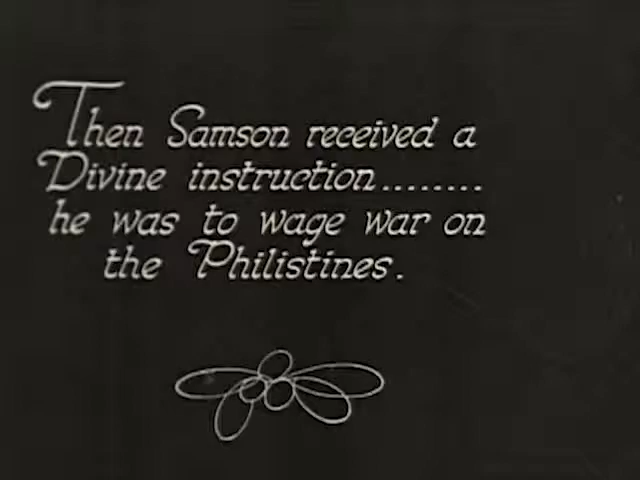 Then Samson received a
Divine instruction........
he was to wage war on
the Philistines.